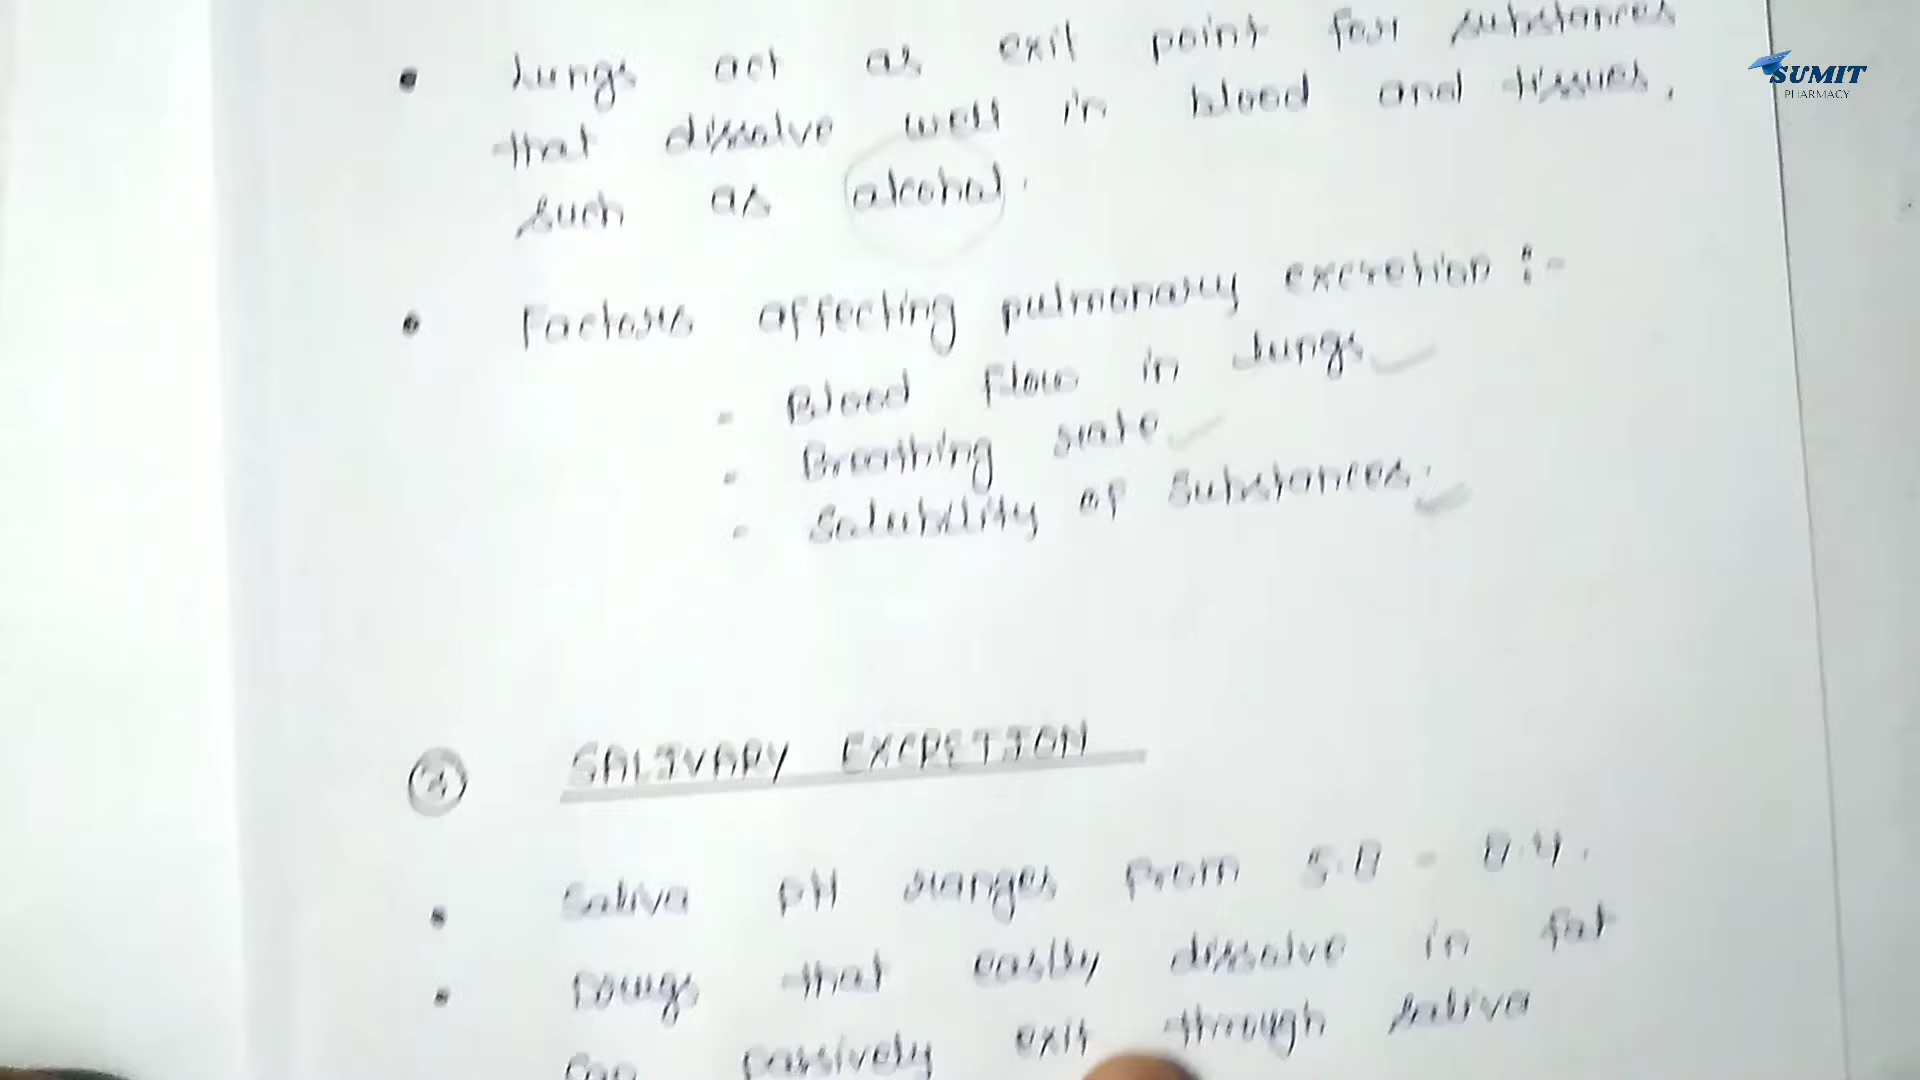 • Lungs act as exit point for substances
that dissolve well in blood and tissues,
such as alcohol.
• Factors affecting pulmonary excretion :-
- Blood flow in lungs
- Breathing rate
- Solubility of substances.
SALIVARY EXCRETION
• Saliva pH ranges from 5.8 - 8.4.
• Drugs that easily dissolve in fat
can passively exit through saliva
SUMIT
PHARMACY